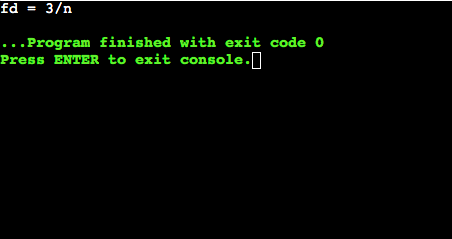 fd = 3/n
...Program finished with exit code 0
Press ENTER to exit console.